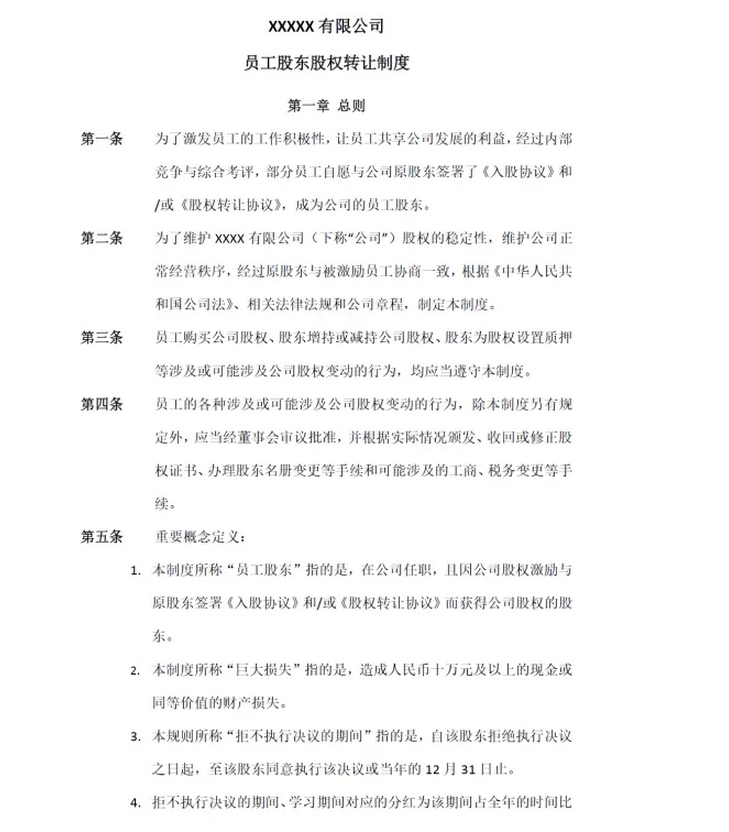 XXXXX 有限公司
员工股东股权转让制度
第一章 总则
第一条 为了激发员工的工作积极性，让员工共享公司发展的利益，经过内部
竞争与综合考评，部分员工自愿与公司原股东签署了《入股协议》和
/或《股权转让协议》，成为公司的员工股东。
第二条 为了维护 XXXX 有限公司（下称“公司”）股权的稳定性，维护公司正
常经营秩序，经过原股东与被激励员工协商一致，根据《中华人民共
和国公司法》、相关法律法规和公司章程，制定本制度。
第三条 员工购买公司股权、股东增持或减持公司股权、股东为股权设置质押
等涉及或可能涉及公司股权变动的行为，均应当遵守本制度。
第四条 员工的各种涉及或可能涉及公司股权变动的行为，除本制度另有规
定外，应当经董事会审议批准，并根据实际情况颁发、收回或修正股
权证书、办理股东名册变更等手续和可能涉及的工商、税务变更等手
续。
第五条 重要概念定义：
1. 本制度所称“员工股东”指的是，在公司任职，且因公司股权激励与
原股东签署《入股协议》和/或《股权转让协议》而获得公司股权的股
东。
2. 本制度所称“巨大损失”指的是，造成人民币十万元及以上的现金或
同等价值的财产损失。
3. 本规则所称“拒不执行决议的期间”指的是，自该股东拒绝执行决议
之日起，至该股东同意执行该决议或当年的 12 月 31 日止。
4. 拒不执行决议的期间、学习期间对应的分红为该期间占全年的时间比